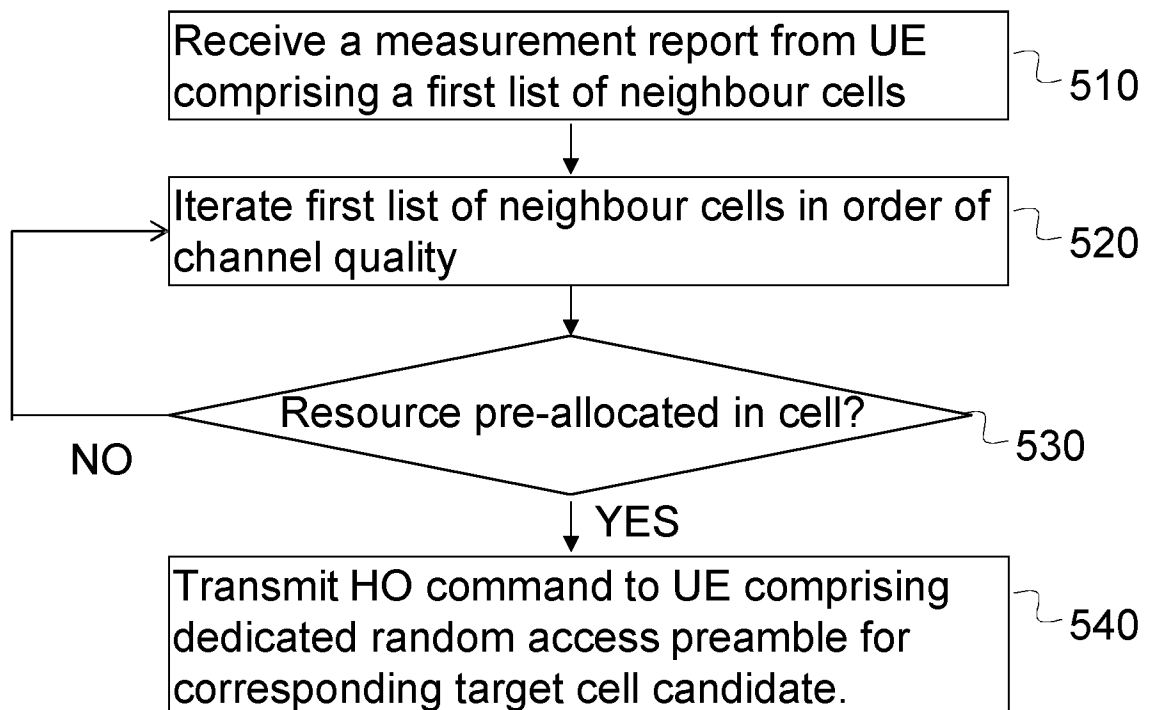 Receive a measurement report from UE
comprising a first list of neighbour cells
510
Iterate first list of neighbour cells in order of
channel quality
520
Resource pre-allocated in cell?
530
NO
YES
Transmit HO command to UE comprising
dedicated random access preamble for
corresponding target cell candidate.
540